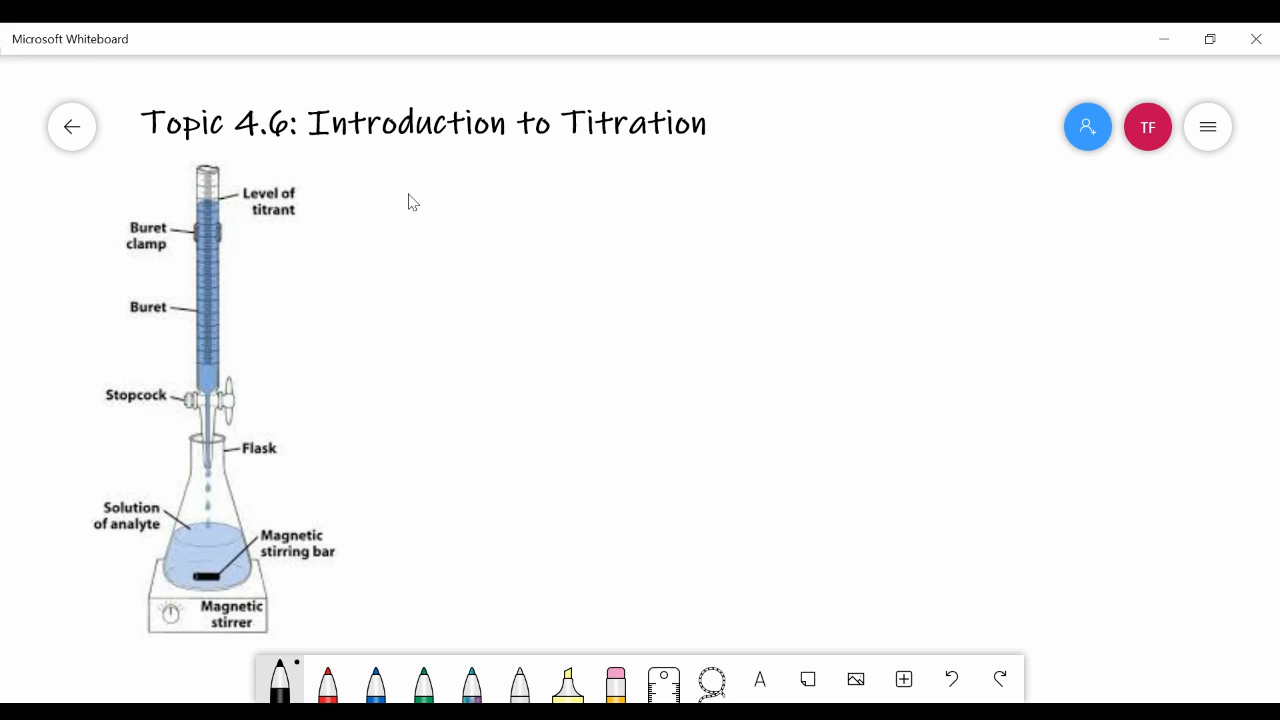 Microsoft Whiteboard
Topic 4.6: Introduction to Titration
TF
Level of
titrant
Buret
clamp
Buret
Stopcock
Flask
Solution
of analyte
Magnetic
stirring bar
Magnetic
stirrer
A